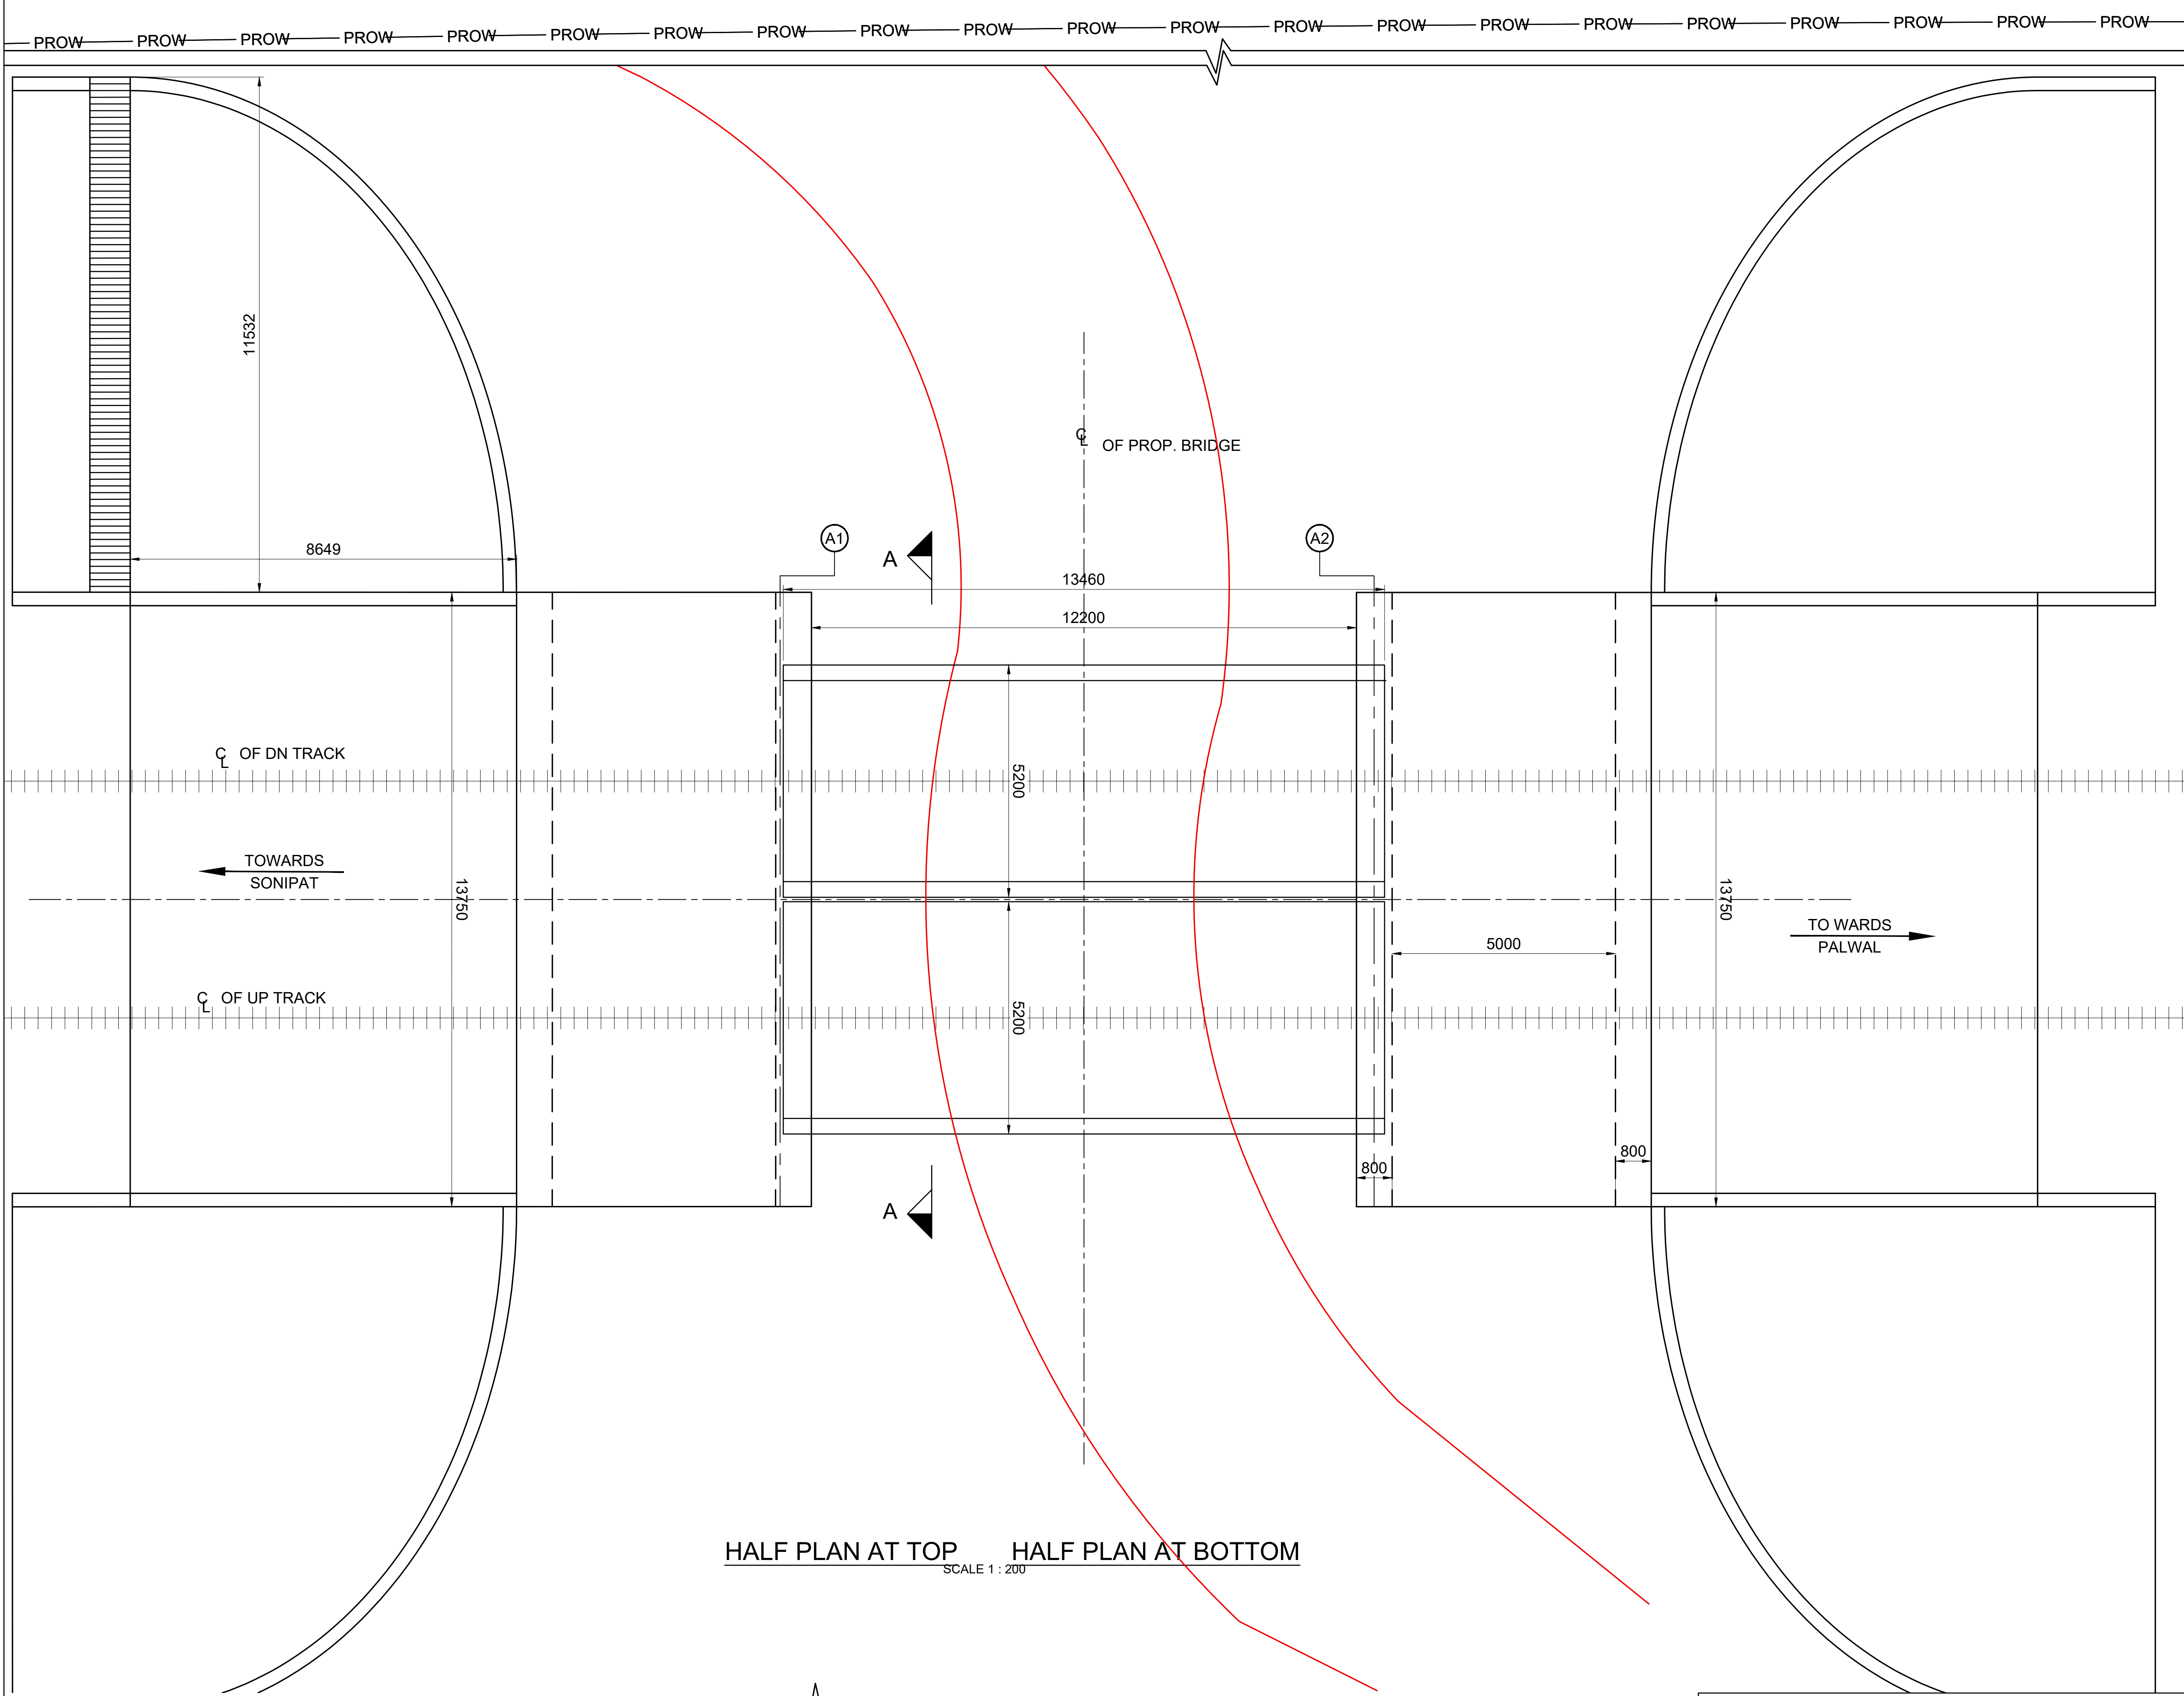 PROW PROW PROW PROW PROW PROW PROW PROW PROW PROW PROW PROW PROW PROW PROW PROW PROW PROW PROW PROW PROW
11532
℄ OF PROP. BRIDGE
A1
A2
A
8649
13460
12200
℄ OF DN TRACK
5200
TOWARDS
SONIPAT
13750
13750
TO WARDS
PALWAL
5000
℄ OF UP TRACK
5200
800
800
A
HALF PLAN AT TOP HALF PLAN AT BOTTOM
SCALE 1 : 200